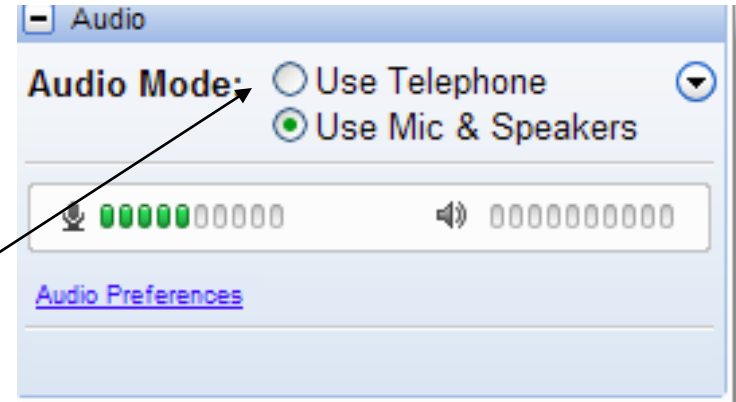 Audio
Audio Mode: Use Telephone
Use Mic & Speakers
Audio Preferences